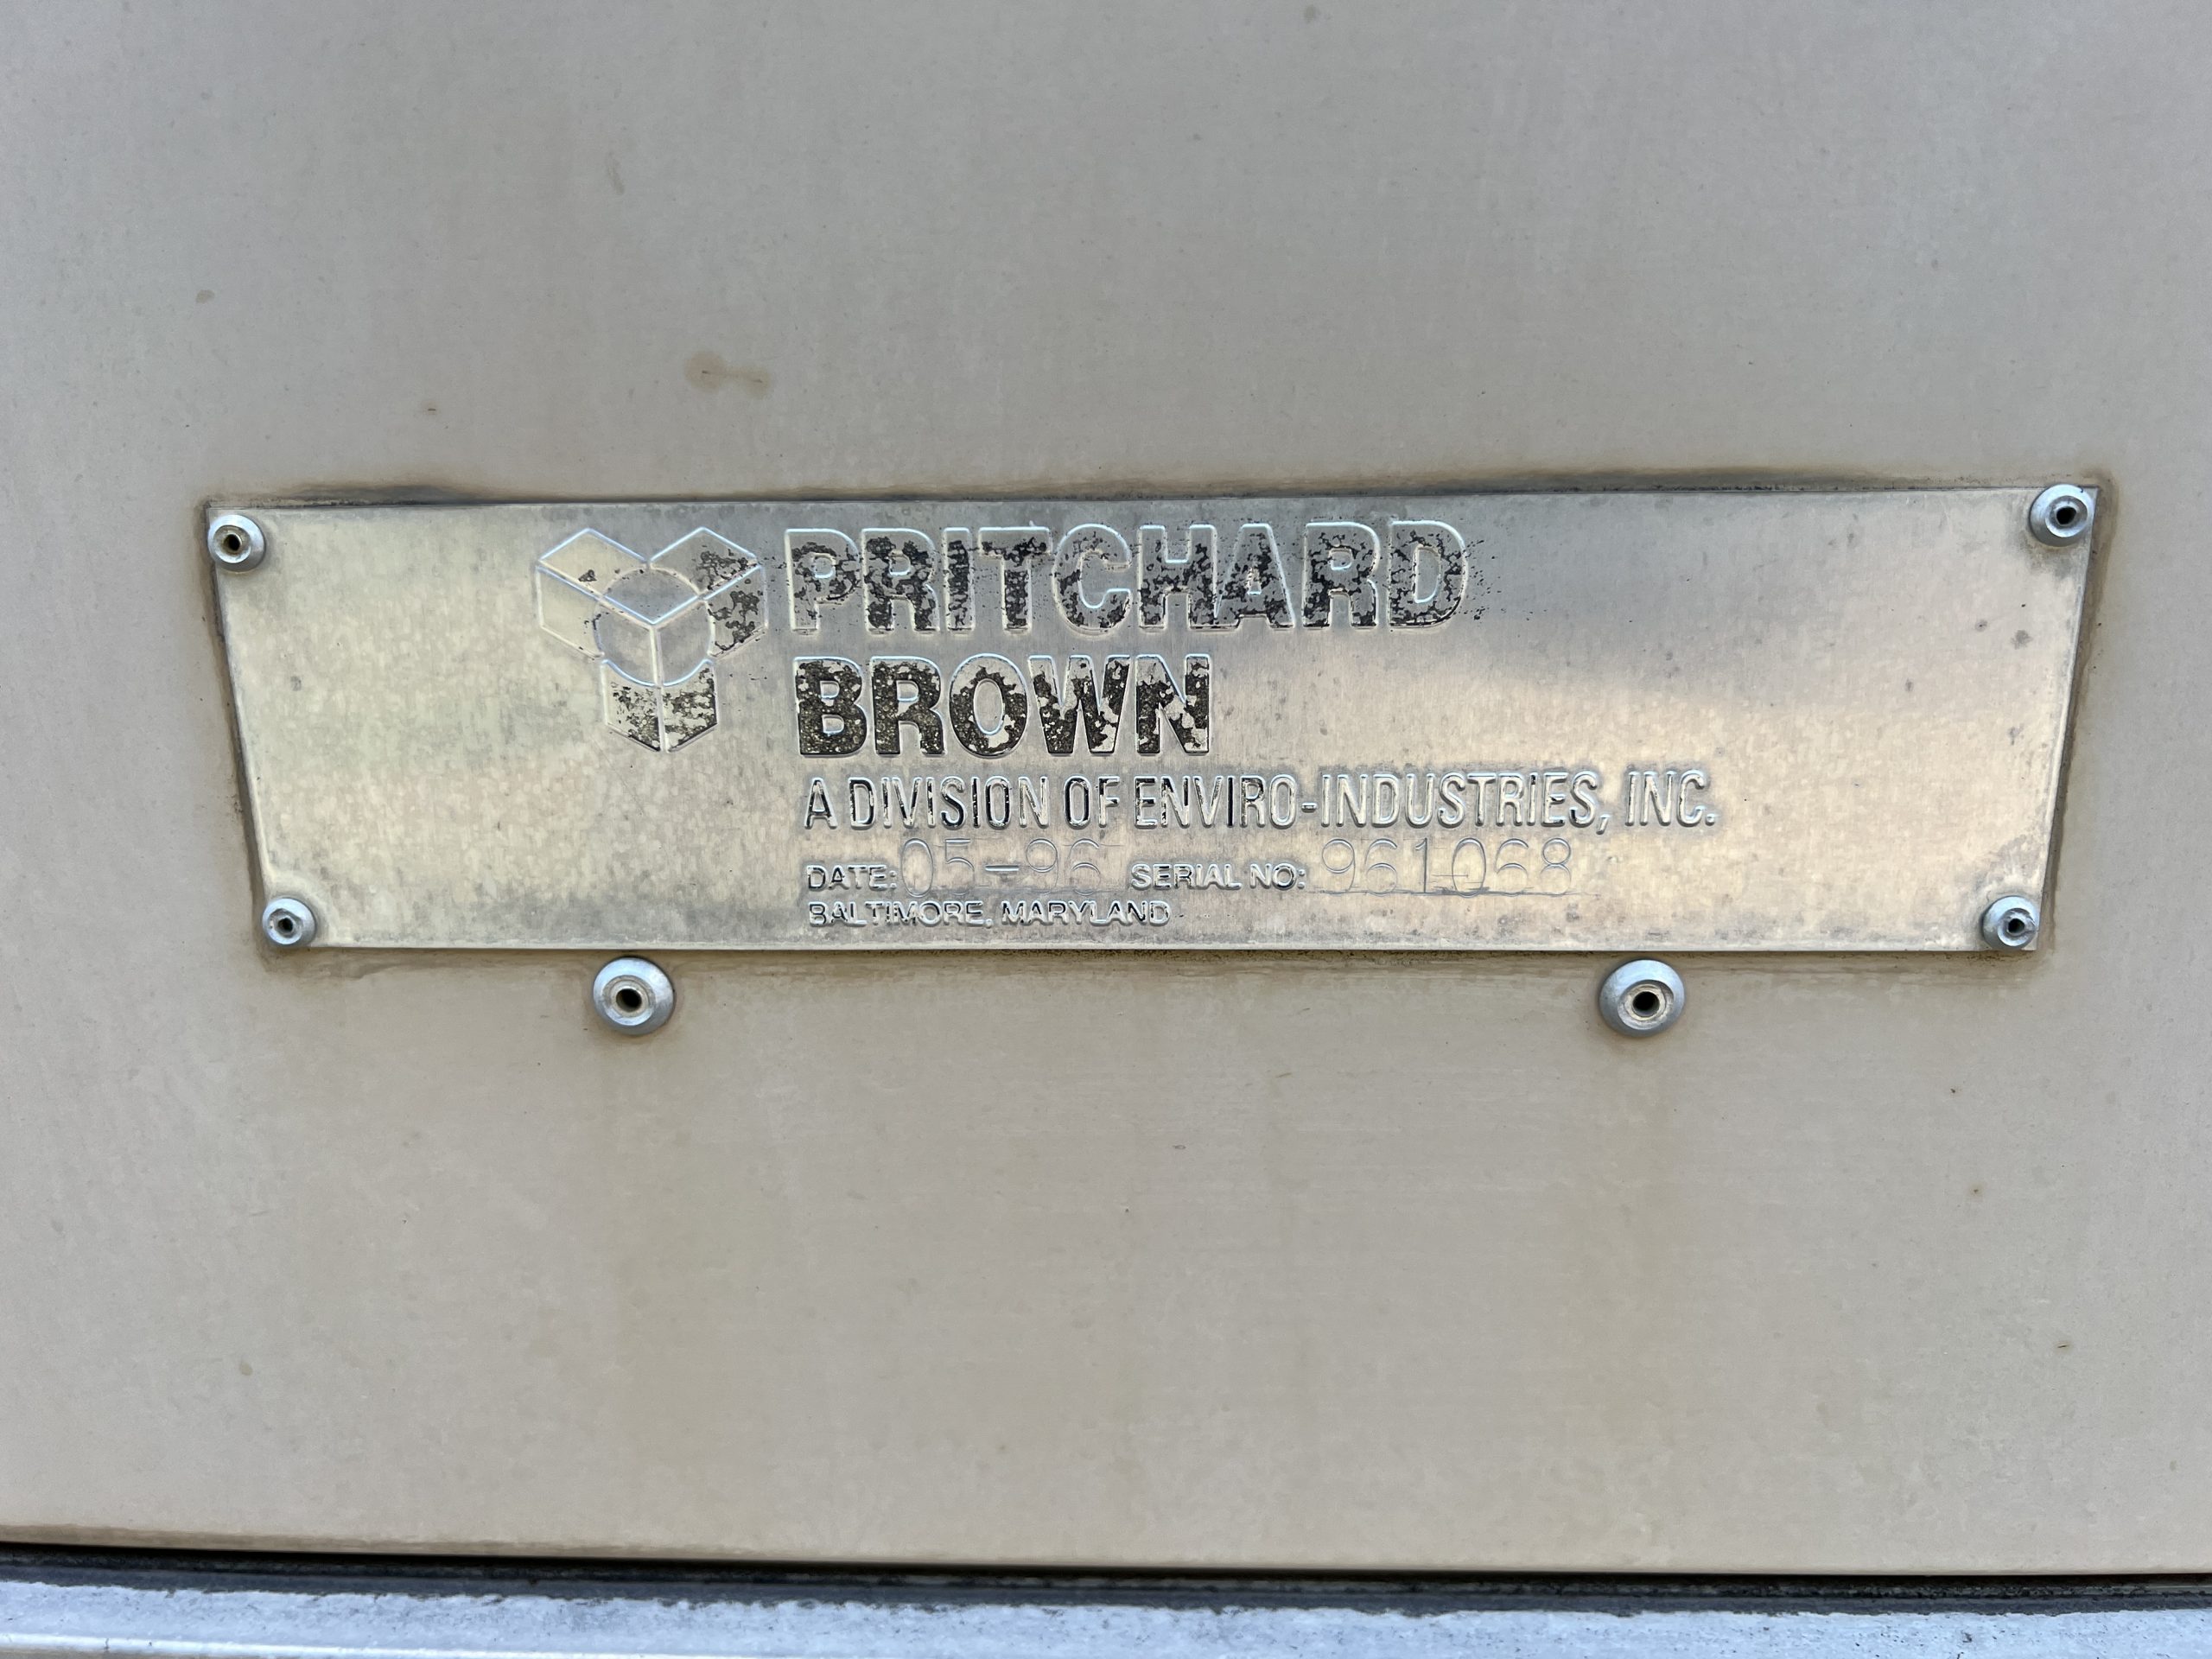 PRITCHARD
BROWN
A DIVISION OF ENVIRO-INDUSTRIES, INC.
DATE: 05-96 SERIAL NO: 961068
BALTIMORE, MARYLAND